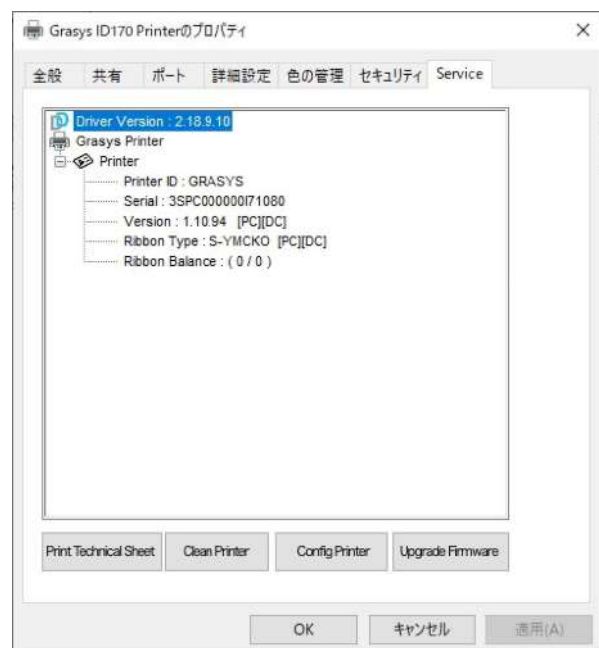 Grasys ID170 Printerのプロパティ
全般 共有 ポート 詳細設定 色の管理 セキュリティ Service
Driver Version : 2.18.9.10
Grasys Printer
Printer
Printer ID : GRASYS
Serial : 3SPC000000I71080
Version : 1.10.94 [PC][DC]
Ribbon Type : S-YMCKO [PC][DC]
Ribbon Balance : ( 0 / 0 )
Print Technical Sheet Clean Printer Config Printer Upgrade Firmware
OK キャンセル 適用(A)